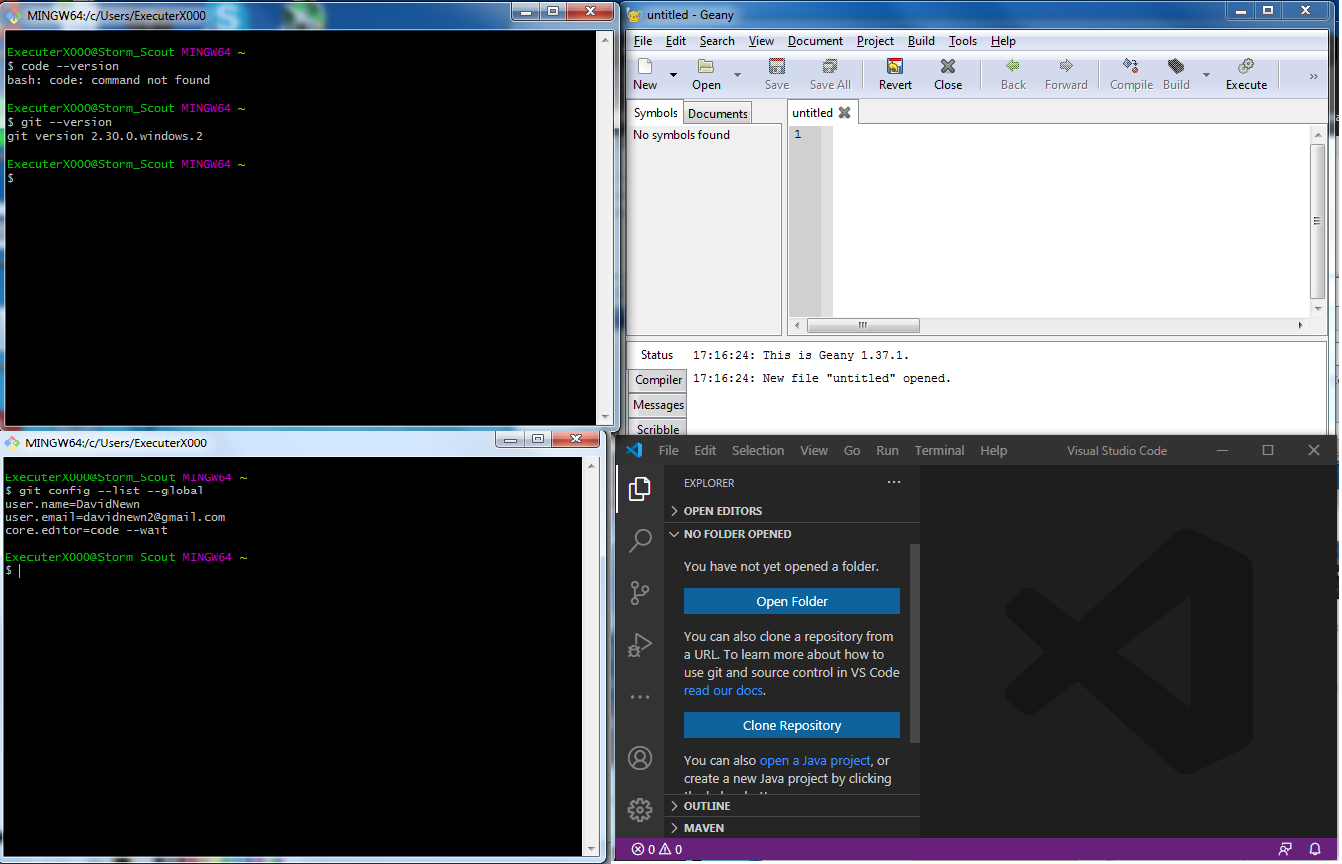 MINGW64:/c/Users/ExecuterX000
ExecuterX000@Storm_Scout MINGW64 ~
$ code --version
bash: code: command not found
ExecuterX000@Storm_Scout MINGW64 ~
$ git --version
git version 2.30.0.windows.2
ExecuterX000@Storm_Scout MINGW64 ~
$
untitled - Geany
File Edit Search View Document Project Build Tools Help
New Open Save Save All Revert Close Back Forward Compile Build Execute »
Symbols Documents
No symbols found
untitled
1
Status
Compiler
Messages
Scribble
17:16:24: This is Geany 1.37.1.
17:16:24: New file "untitled" opened.
MINGW64:/c/Users/ExecuterX000
ExecuterX000@Storm_Scout MINGW64 ~
$ git config --list --global
user.name=DavidNewn
user.email=davidnewn2@gmail.com
core.editor=code --wait
ExecuterX000@Storm Scout MINGW64 ~
$
File Edit Selection View Go Run Terminal Help Visual Studio Code
EXPLORER
OPEN EDITORS
NO FOLDER OPENED
You have not yet opened a folder.
Open Folder
You can also clone a repository from
a URL. To learn more about how to
use git and source control in VS Code
read our docs.
Clone Repository
You can also open a Java project, or
create a new Java project by clicking
OUTLINE
MAVEN
0 0